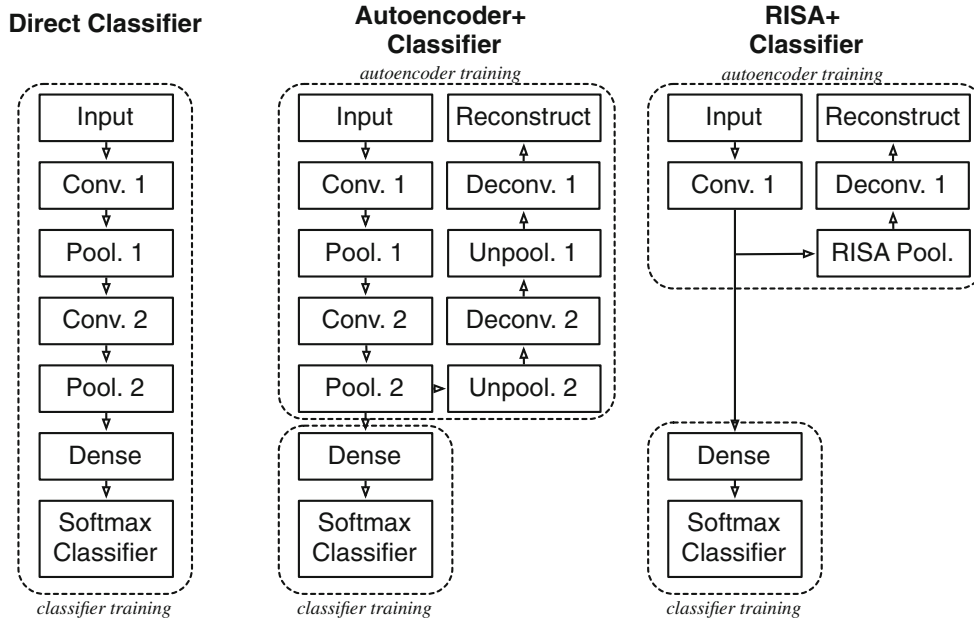 Direct Classifier
Input
Conv. 1
Pool. 1
Conv. 2
Pool. 2
Dense
Softmax
Classifier
classifier training
Autoencoder+
Classifier
autoencoder training
Input
Reconstruct
Conv. 1
Deconv. 1
Pool. 1
Unpool. 1
Conv. 2
Deconv. 2
Pool. 2
Unpool. 2
Dense
Softmax
Classifier
classifier training
RISA+
Classifier
autoencoder training
Input
Reconstruct
Conv. 1
Deconv. 1
RISA Pool.
Dense
Softmax
Classifier
classifier training